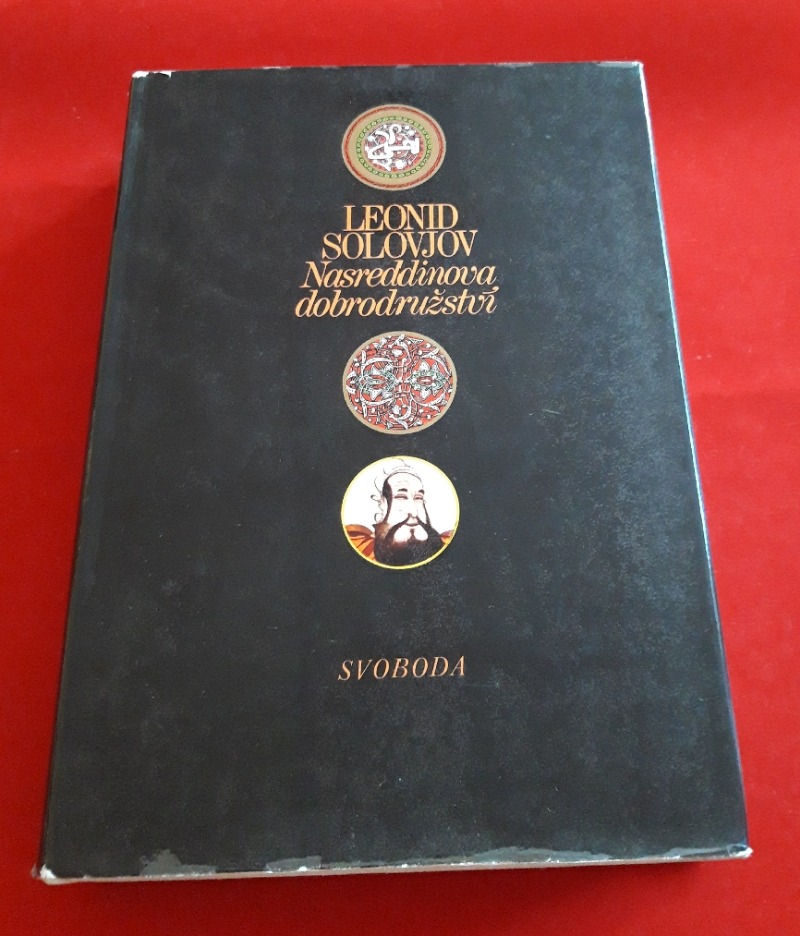 LEONID
SOLOVJOV
Nasreddinova
dobrodružství
SVOBODA